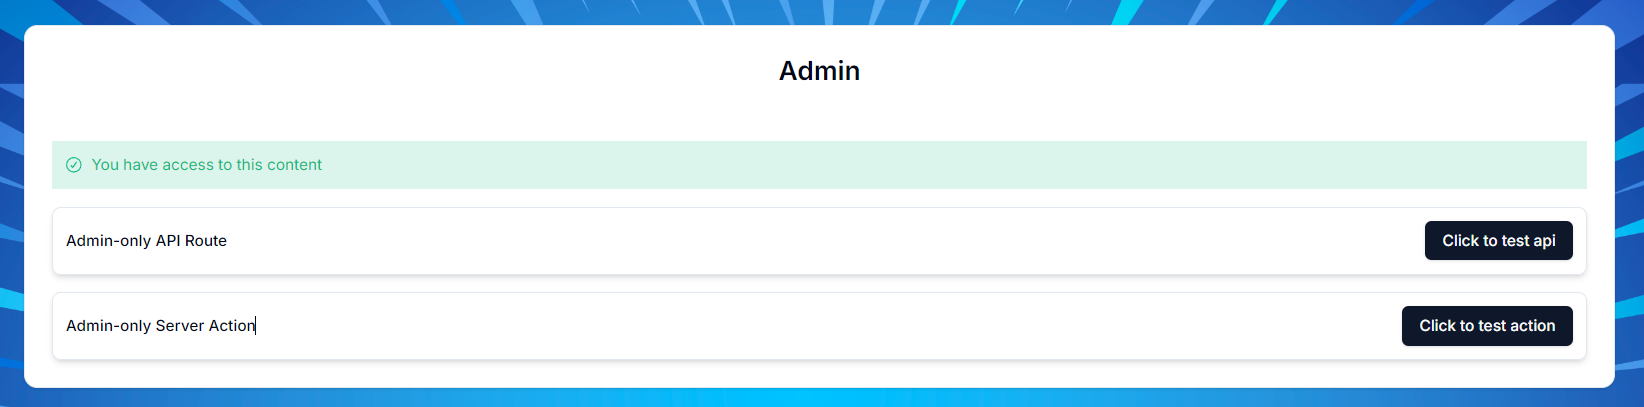 Admin
You have access to this content
Admin-only API Route
Click to test api
Admin-only Server Action
Click to test action